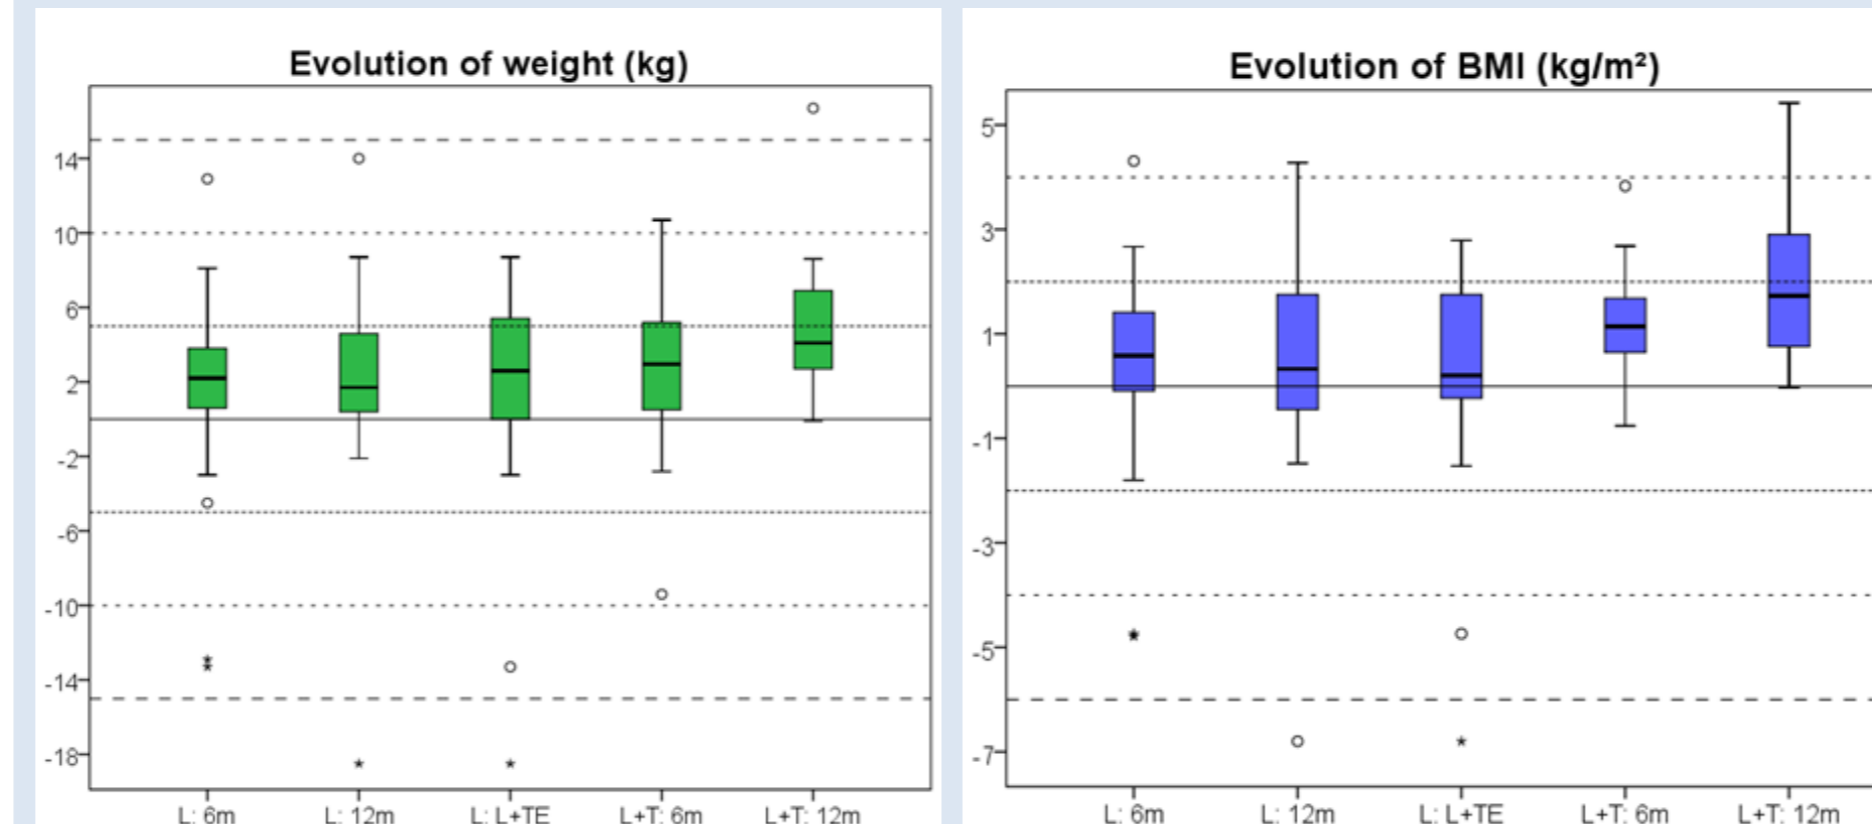 Evolution of weight (kg)
14
10
6
2
-2
-6
-10
-14
-18
L: 6m
L: 12m
L: L+TE
L+T: 6m
L+T: 12m
Evolution of BMI (kg/m²)
5
3
1
-1
-3
-5
-7
L: 6m
L: 12m
L: L+TE
L+T: 6m
L+T: 12m